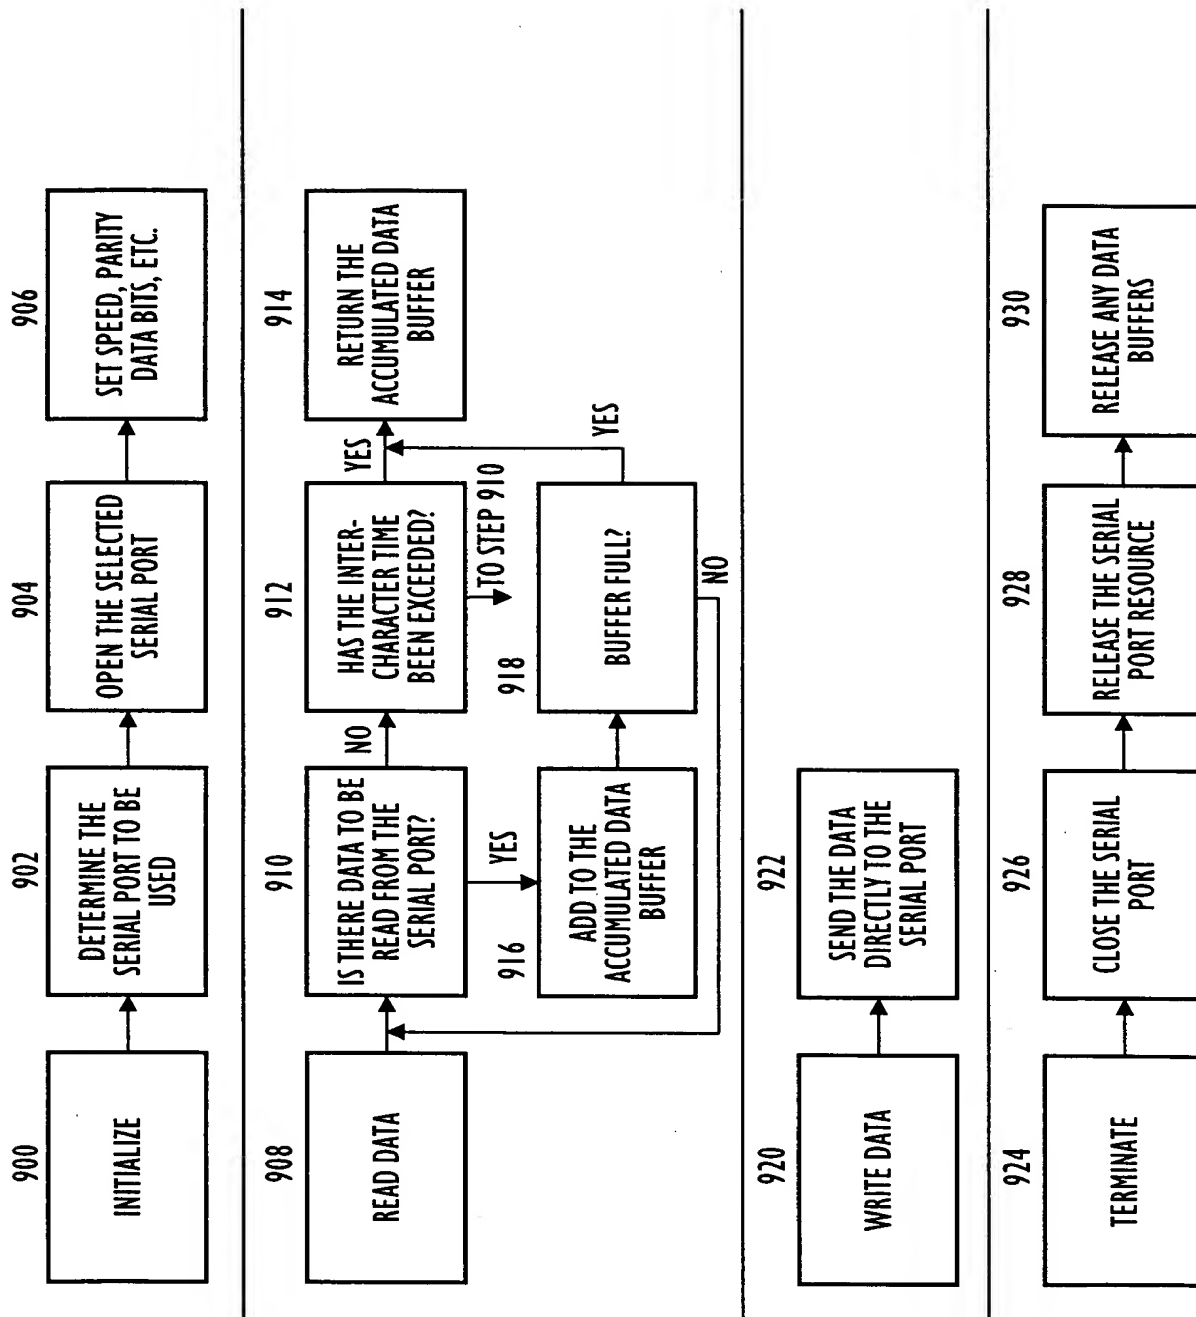 900
INITIALIZE
902
DETERMINE THE
SERIAL PORT TO BE
USED
904
OPEN THE SELECTED
SERIAL PORT
906
SET SPEED, PARITY
DATA BITS, ETC.
908
READ DATA
910
IS THERE DATA TO BE
READ FROM THE
SERIAL PORT?
NO
912
HAS THE INTER-
CHARACTER TIME
BEEN EXCEEDED?
YES
914
RETURN THE
ACCUMULATED DATA
BUFFER
YES
TO STEP 910
916
ADD TO THE
ACCUMULATED DATA
BUFFER
918
BUFFER FULL?
YES
NO
920
WRITE DATA
922
SEND THE DATA
DIRECTLY TO THE
SERIAL PORT
924
TERMINATE
926
CLOSE THE SERIAL
PORT
928
RELEASE THE SERIAL
PORT RESOURCE
930
RELEASE ANY DATA
BUFFERS